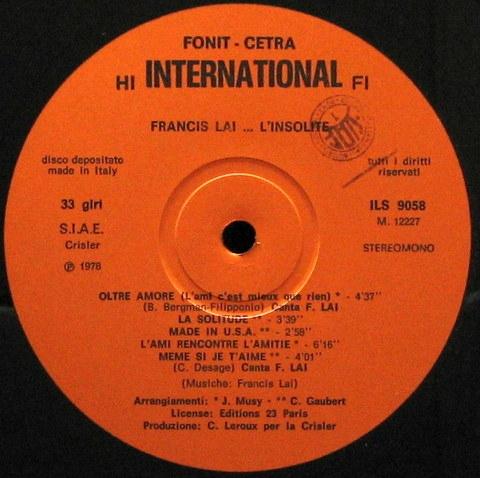 FONIT - CETRA
HI INTERNATIONAL FI
FRANCIS LAI ... L'INSOLITE
disco depositato
made in Italy
tutti i diritti
riservati
33 giri
S.I.A.E.
Crisler
℗ 1978
ILS 9058
M. 12227
STEREOMONO
OLTRE AMORE (L'ami c'est mieux que rien) * - 4'37''
(B. Bergman-Filipponio) Canta F. LAI
LA SOLITUDE ** - 3'39''
MADE IN U.S.A. ** - 2'58''
L'AMI RENCONTRE L'AMITIE * - 6'16''
MEME SI JE T'AIME ** - 4'01''
(C. Desage) Canta F. LAI
(Musiche: Francis Lai)
Arrangiamenti: * J. Musy - ** C. Gaubert
License: Editions 23 Paris
Produzione: C. Leroux per la Crisler